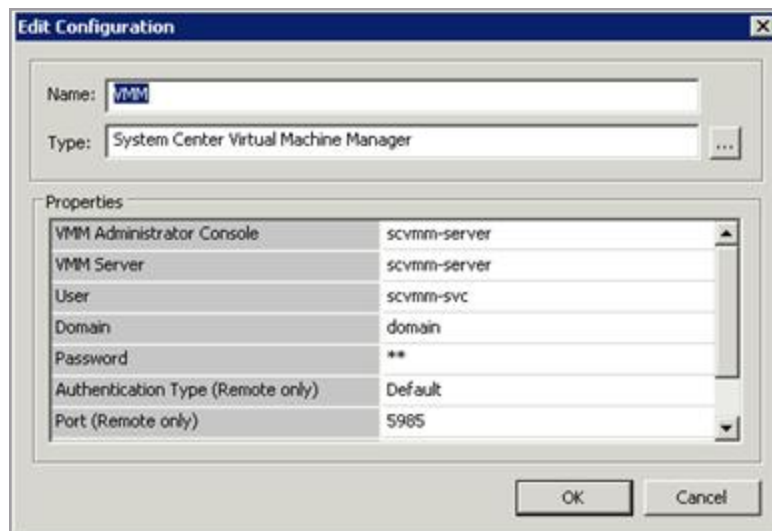 Edit Configuration
Name: VMM
Type: System Center Virtual Machine Manager ...
Properties
VMM Administrator Console scvmm-server
VMM Server scvmm-server
User scvmm-svc
Domain domain
Password **
Authentication Type (Remote only) Default
Port (Remote only) 5985
OK Cancel